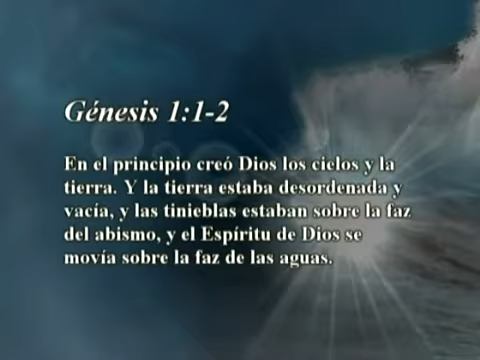 Génesis 1:1-2
En el principio creó Dios los cielos y la
tierra. Y la tierra estaba desordenada y
vacía, y las tinieblas estaban sobre la faz
del abismo, y el Espíritu de Dios se
movía sobre la faz de las aguas.